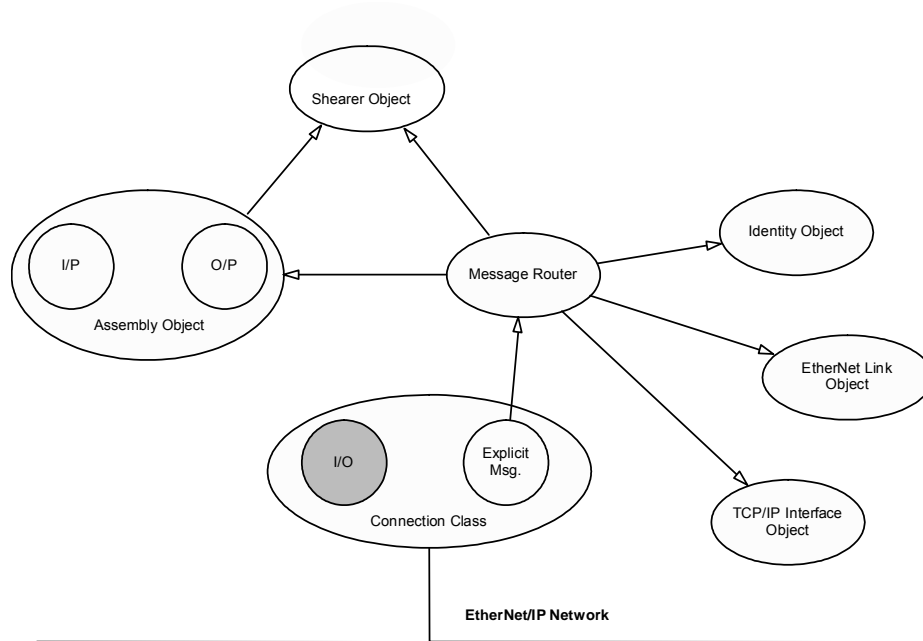 Shearer Object
Identity Object
I/P
O/P
Message Router
Assembly Object
EtherNet Link
Object
I/O
Explicit
Msg.
Connection Class
TCP/IP Interface
Object
EtherNet/IP Network